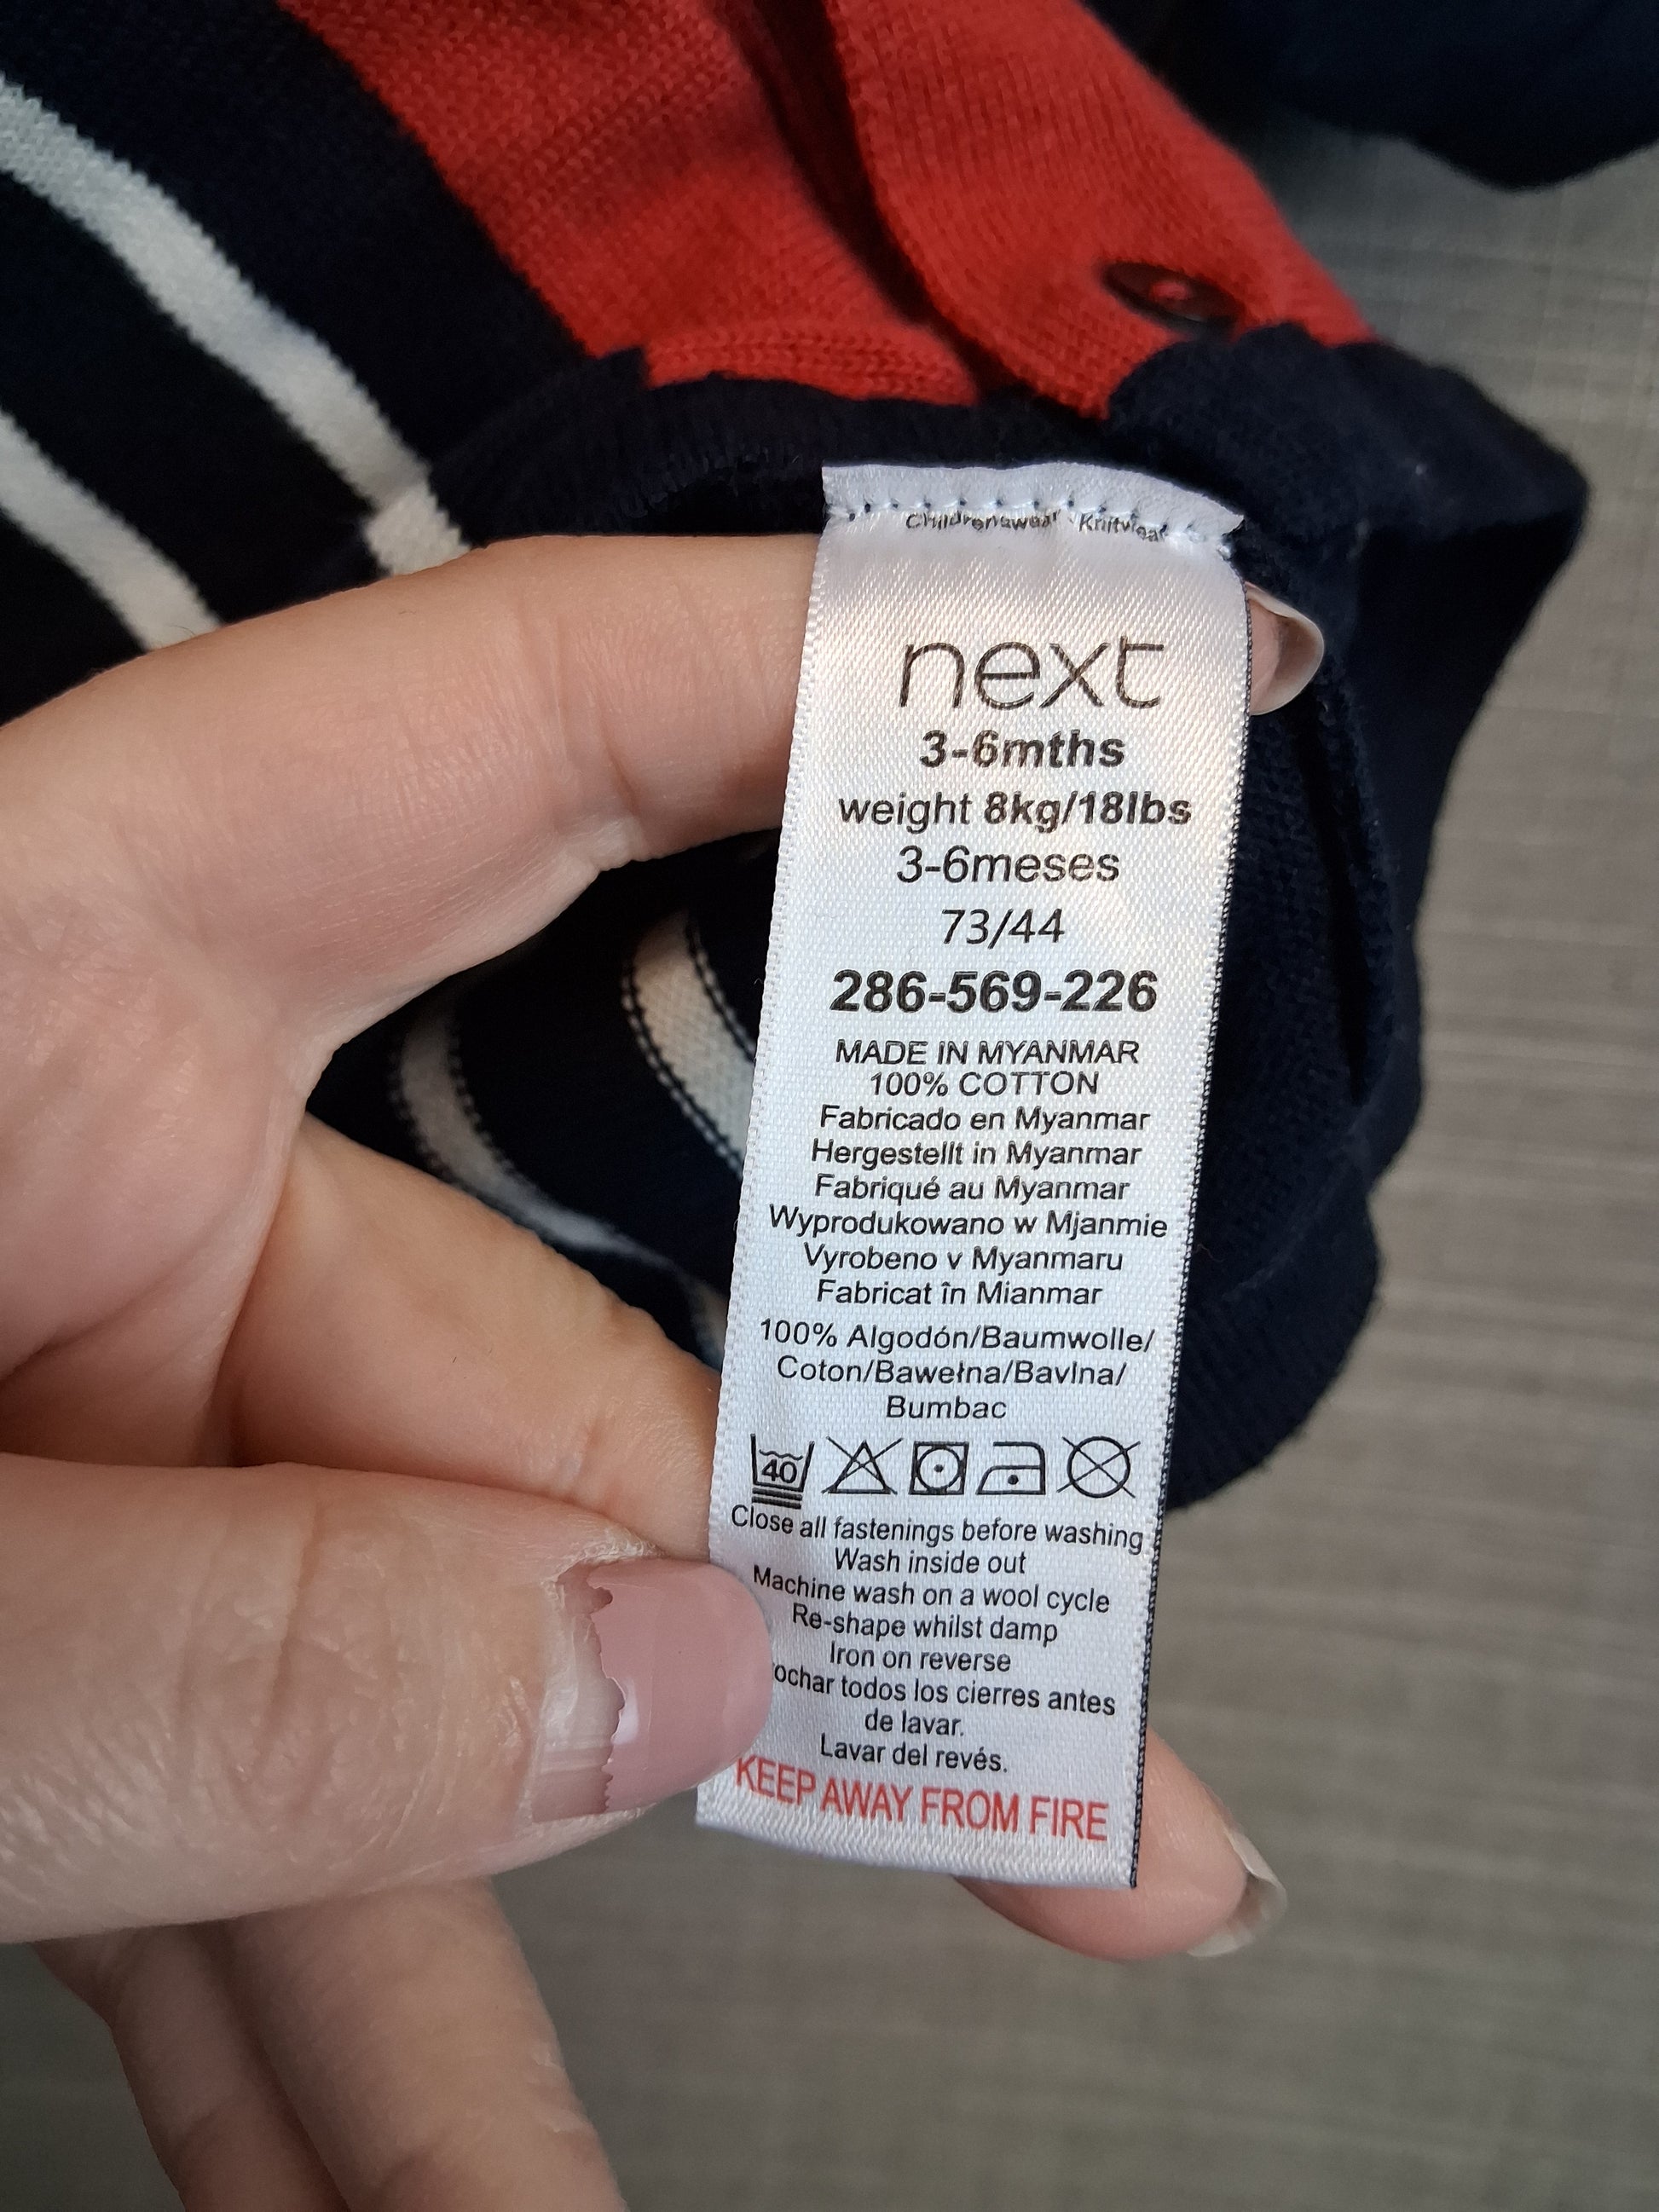 Childrenswear Knitwear
next
3-6mths
weight 8kg/18lbs
3-6meses
73/44
286-569-226
MADE IN MYANMAR
100% COTTON
Fabricado en Myanmar
Hergestellt in Myanmar
Fabriqué au Myanmar
Wyprodukowano w Mjanmie
Vyrobeno v Myanmaru
Fabricat în Mianmar
100% Algodón/Baumwolle/
Coton/Bawełna/Bavlna/
Bumbac
40
Close all fastenings before washing
Wash inside out
Machine wash on a wool cycle
Re-shape whilst damp
Iron on reverse
todos los cierres antes
de lavar.
Lavar del revés.
KEEP AWAY FROM FIRE